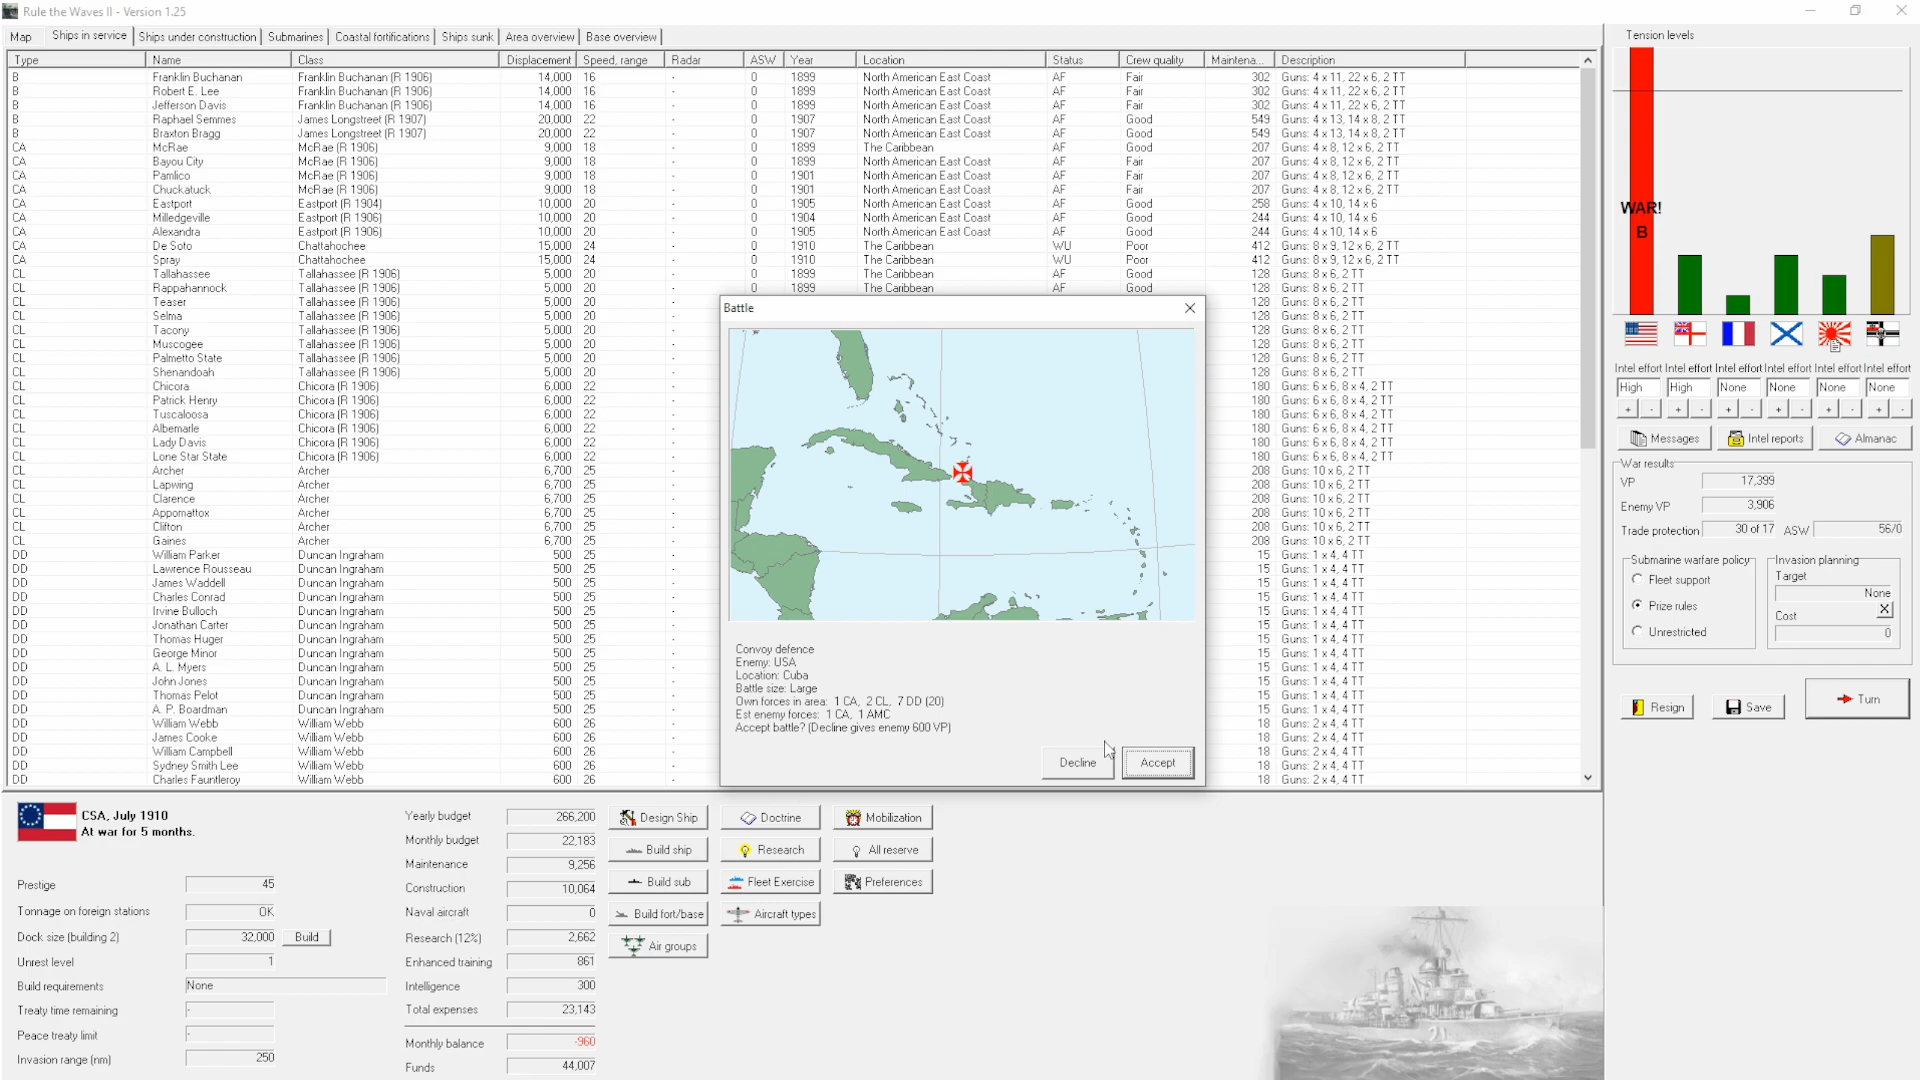 Rule the Waves II - Version 1.25
Map Ships in service Ships under construction Submarines Coastal fortifications Ships sunk Area overview Base overview
Type Name Class Displacement Speed, range Radar ASW Year Location Status Crew quality Maintena... Description
B Franklin Buchanan Franklin Buchanan (R 1906) 14,000 16 - 0 1899 North American East Coast AF Fair 302 Guns: 4 x 11, 22 x 6, 2 TT
B Robert E. Lee Franklin Buchanan (R 1906) 14,000 16 - 0 1899 North American East Coast AF Fair 302 Guns: 4 x 11, 22 x 6, 2 TT
B Jefferson Davis Franklin Buchanan (R 1906) 14,000 16 - 0 1899 North American East Coast AF Fair 302 Guns: 4 x 11, 22 x 6, 2 TT
B Raphael Semmes James Longstreet (R 1907) 20,000 22 - 0 1907 North American East Coast AF Good 549 Guns: 4 x 13, 14 x 8, 2 TT
B Braxton Bragg James Longstreet (R 1907) 20,000 22 - 0 1907 North American East Coast AF Good 549 Guns: 4 x 13, 14 x 8, 2 TT
CA McRae McRae (R 1906) 9,000 18 - 0 1899 The Caribbean AF Good 207 Guns: 4 x 8, 12 x 6, 2 TT
CA Bayou City McRae (R 1906) 9,000 18 - 0 1899 North American East Coast AF Fair 207 Guns: 4 x 8, 12 x 6, 2 TT
CA Pamlico McRae (R 1906) 9,000 18 - 0 1901 North American East Coast AF Fair 207 Guns: 4 x 8, 12 x 6, 2 TT
CA Chuckatuck McRae (R 1906) 9,000 18 - 0 1901 North American East Coast AF Fair 207 Guns: 4 x 8, 12 x 6, 2 TT
CA Eastport Eastport (R 1904) 10,000 20 - 0 1905 North American East Coast AF Good 258 Guns: 4 x 10, 14 x 6
CA Milledgeville Eastport (R 1906) 10,000 20 - 0 1904 North American East Coast AF Good 244 Guns: 4 x 10, 14 x 6
CA Alexandra Eastport (R 1906) 10,000 20 - 0 1905 North American East Coast AF Good 244 Guns: 4 x 10, 14 x 6
CA De Soto Chattahochee 15,000 24 - 0 1910 The Caribbean WU Poor 412 Guns: 8 x 9, 12 x 6, 2 TT
CA Spray Chattahochee 15,000 24 - 0 1910 The Caribbean WU Poor 412 Guns: 8 x 9, 12 x 6, 2 TT
CL Tallahassee Tallahassee (R 1906) 5,000 20 - 0 1899 The Caribbean AF Good 128 Guns: 8 x 6, 2 TT
CL Rappahannock Tallahassee (R 1906) 5,000 20 - 0 1899 The Caribbean AF Good 128 Guns: 8 x 6, 2 TT
CL Teaser Tallahassee (R 1906) 5,000 20 - 128 Guns: 8 x 6, 2 TT
CL Selma Tallahassee (R 1906) 5,000 20 - 128 Guns: 8 x 6, 2 TT
CL Tacony Tallahassee (R 1906) 5,000 20 - 128 Guns: 8 x 6, 2 TT
CL Muscogee Tallahassee (R 1906) 5,000 20 - 128 Guns: 8 x 6, 2 TT
CL Palmetto State Tallahassee (R 1906) 5,000 20 - 128 Guns: 8 x 6, 2 TT
CL Shenandoah Tallahassee (R 1906) 5,000 20 - 128 Guns: 8 x 6, 2 TT
CL Chicora Chicora (R 1906) 6,000 22 - 180 Guns: 6 x 6, 8 x 4, 2 TT
CL Patrick Henry Chicora (R 1906) 6,000 22 - 180 Guns: 6 x 6, 8 x 4, 2 TT
CL Tuscaloosa Chicora (R 1906) 6,000 22 - 180 Guns: 6 x 6, 8 x 4, 2 TT
CL Albemarle Chicora (R 1906) 6,000 22 - 180 Guns: 6 x 6, 8 x 4, 2 TT
CL Lady Davis Chicora (R 1906) 6,000 22 - 180 Guns: 6 x 6, 8 x 4, 2 TT
CL Lone Star State Chicora (R 1906) 6,000 22 - 180 Guns: 6 x 6, 8 x 4, 2 TT
CL Archer Archer 6,700 25 - 208 Guns: 10 x 6, 2 TT
CL Lapwing Archer 6,700 25 - 208 Guns: 10 x 6, 2 TT
CL Clarence Archer 6,700 25 - 208 Guns: 10 x 6, 2 TT
CL Appomattox Archer 6,700 25 - 208 Guns: 10 x 6, 2 TT
CL Clifton Archer 6,700 25 - 208 Guns: 10 x 6, 2 TT
CL Gaines Archer 6,700 25 - 208 Guns: 10 x 6, 2 TT
DD William Parker Duncan Ingraham 500 25 - 15 Guns: 1 x 4, 4 TT
DD Lawrence Rousseau Duncan Ingraham 500 25 - 15 Guns: 1 x 4, 4 TT
DD James Waddell Duncan Ingraham 500 25 - 15 Guns: 1 x 4, 4 TT
DD Charles Conrad Duncan Ingraham 500 25 - 15 Guns: 1 x 4, 4 TT
DD Irvine Bulloch Duncan Ingraham 500 25 - 15 Guns: 1 x 4, 4 TT
DD Jonathan Carter Duncan Ingraham 500 25 - 15 Guns: 1 x 4, 4 TT
DD Thomas Huger Duncan Ingraham 500 25 - 15 Guns: 1 x 4, 4 TT
DD George Minor Duncan Ingraham 500 25 - 15 Guns: 1 x 4, 4 TT
DD A. L. Myers Duncan Ingraham 500 25 - 15 Guns: 1 x 4, 4 TT
DD John Jones Duncan Ingraham 500 25 - 15 Guns: 1 x 4, 4 TT
DD Thomas Pelot Duncan Ingraham 500 25 - 15 Guns: 1 x 4, 4 TT
DD A. P. Boardman Duncan Ingraham 500 25 - 15 Guns: 1 x 4, 4 TT
DD William Webb William Webb 600 26 - 18 Guns: 2 x 4, 4 TT
DD James Cooke William Webb 600 26 - 18 Guns: 2 x 4, 4 TT
DD William Campbell William Webb 600 26 - 18 Guns: 2 x 4, 4 TT
DD Sydney Smith Lee William Webb 600 26 - 18 Guns: 2 x 4, 4 TT
DD Charles Fauntleroy William Webb 600 26 - 18 Guns: 2 x 4, 4 TT
Battle
Convoy defence
Enemy: USA
Location: Cuba
Battle size: Large
Own forces in area: 1 CA, 2 CL, 7 DD (20)
Est enemy forces: 1 CA, 1 AMC
Accept battle? (Decline gives enemy 600 VP)
Decline Accept
Tension levels
WAR!
B
Intel effort Intel effort Intel effort Intel effort Intel effort Intel effort
High High None None None None
+ - + - + - + - + - + -
Messages Intel reports Almanac
War results
VP 17,399
Enemy VP 3,906
Trade protection 30 of 17 ASW 56/0
Submarine warfare policy
Fleet support
Prize rules
Unrestricted
Invasion planning
Target
None
Cost X
0
Resign Save Turn
CSA, July 1910
At war for 5 months.
Prestige 45
Tonnage on foreign stations OK
Dock size (building 2) 32,000 Build
Unrest level 1
Build requirements None
Treaty time remaining -
Peace treaty limit -
Invasion range (nm) 250
Yearly budget 266,200
Monthly budget 22,183
Maintenance 9,256
Construction 10,064
Naval aircraft 0
Research (12%) 2,662
Enhanced training 861
Intelligence 300
Total expenses 23,143
Monthly balance -960
Funds 44,007
Design Ship Doctrine Mobilization
Build ship Research All reserve
Build sub Fleet Exercise Preferences
Build fort/base Aircraft types
Air groups